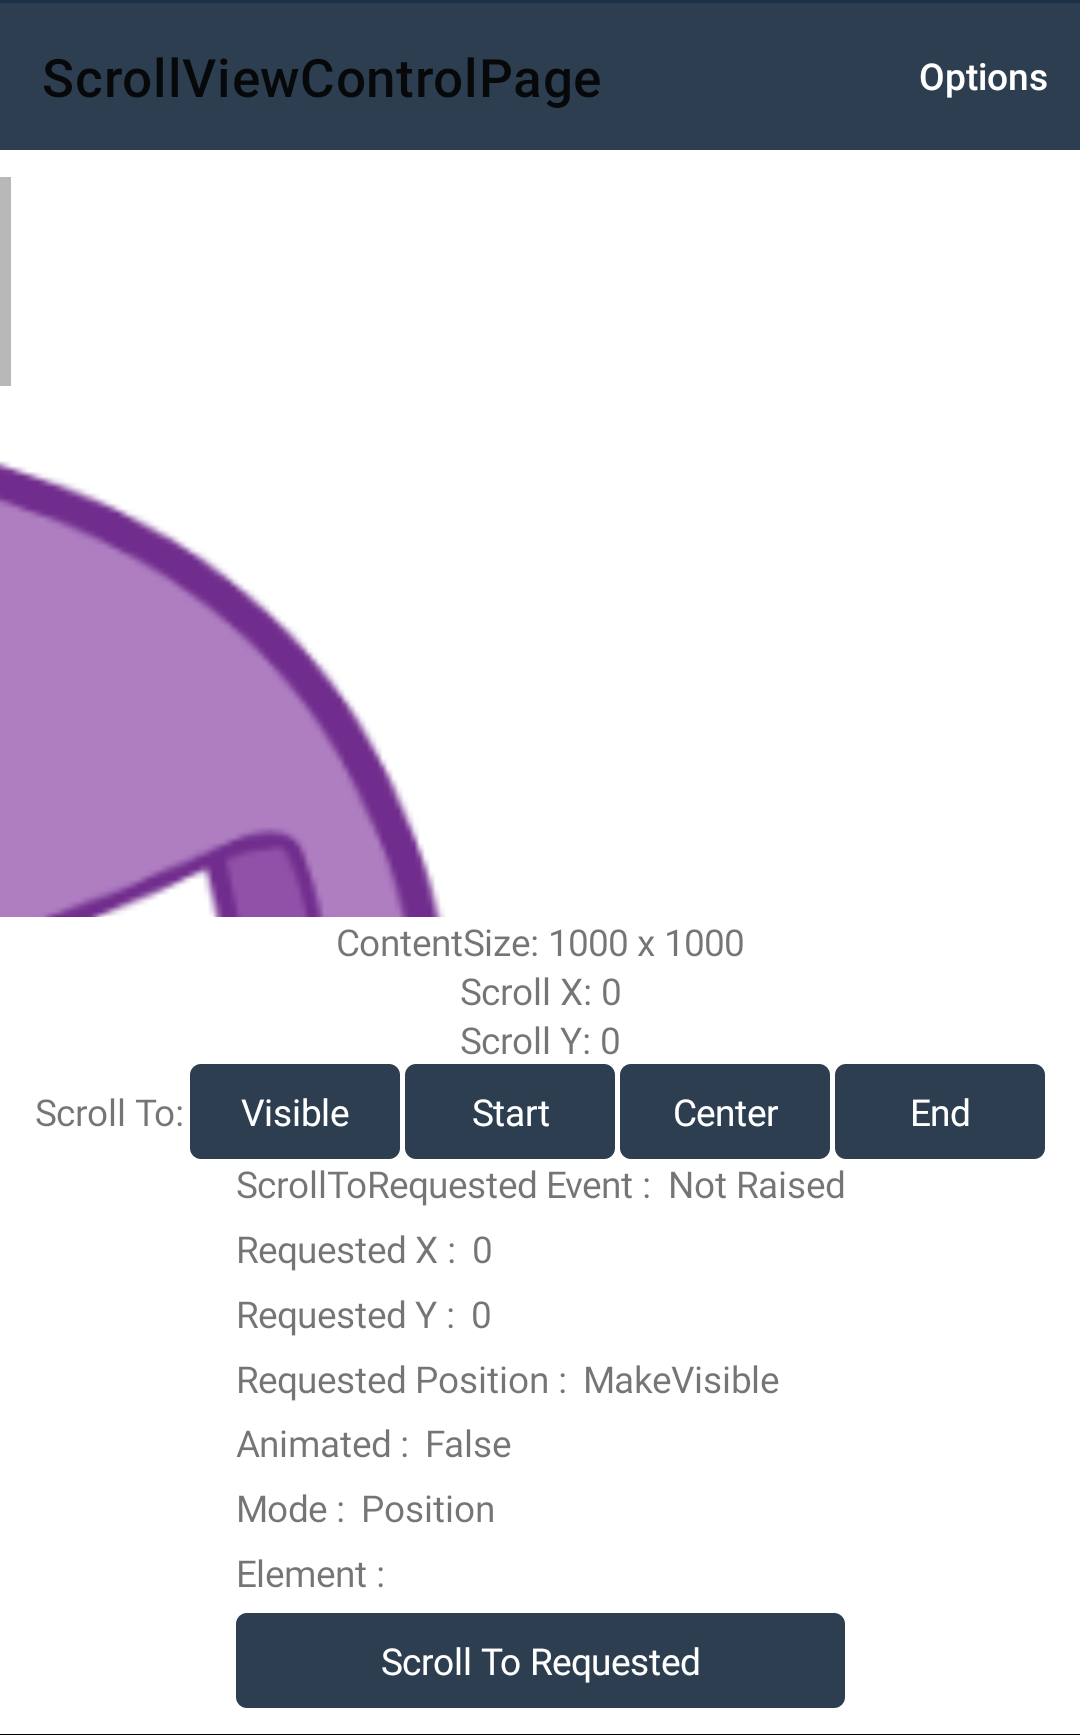 ScrollViewControlPage Options
ContentSize: 1000 x 1000
Scroll X: 0
Scroll Y: 0
Scroll To: Visible Start Center End
ScrollToRequested Event : Not Raised
Requested X : 0
Requested Y : 0
Requested Position : MakeVisible
Animated : False
Mode : Position
Element :
Scroll To Requested